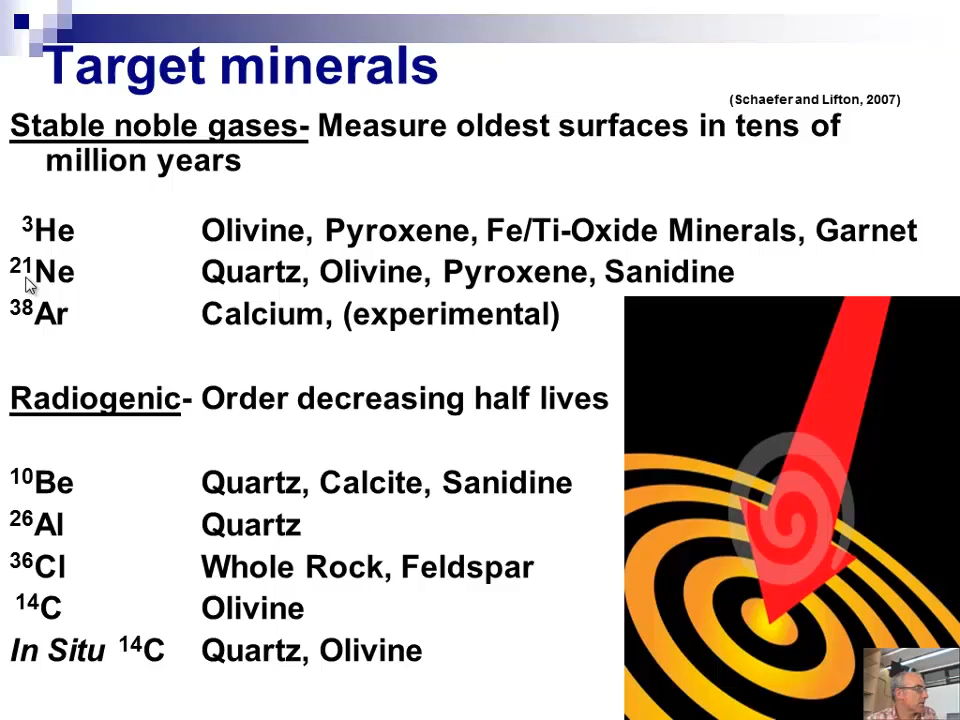 Target minerals
(Schaefer and Lifton, 2007)
Stable noble gases- Measure oldest surfaces in tens of
million years
³He Olivine, Pyroxene, Fe/Ti-Oxide Minerals, Garnet
²¹Ne Quartz, Olivine, Pyroxene, Sanidine
³⁸Ar Calcium, (experimental)
Radiogenic- Order decreasing half lives
¹⁰Be Quartz, Calcite, Sanidine
²⁶Al Quartz
³⁶Cl Whole Rock, Feldspar
¹⁴C Olivine
In Situ ¹⁴C Quartz, Olivine